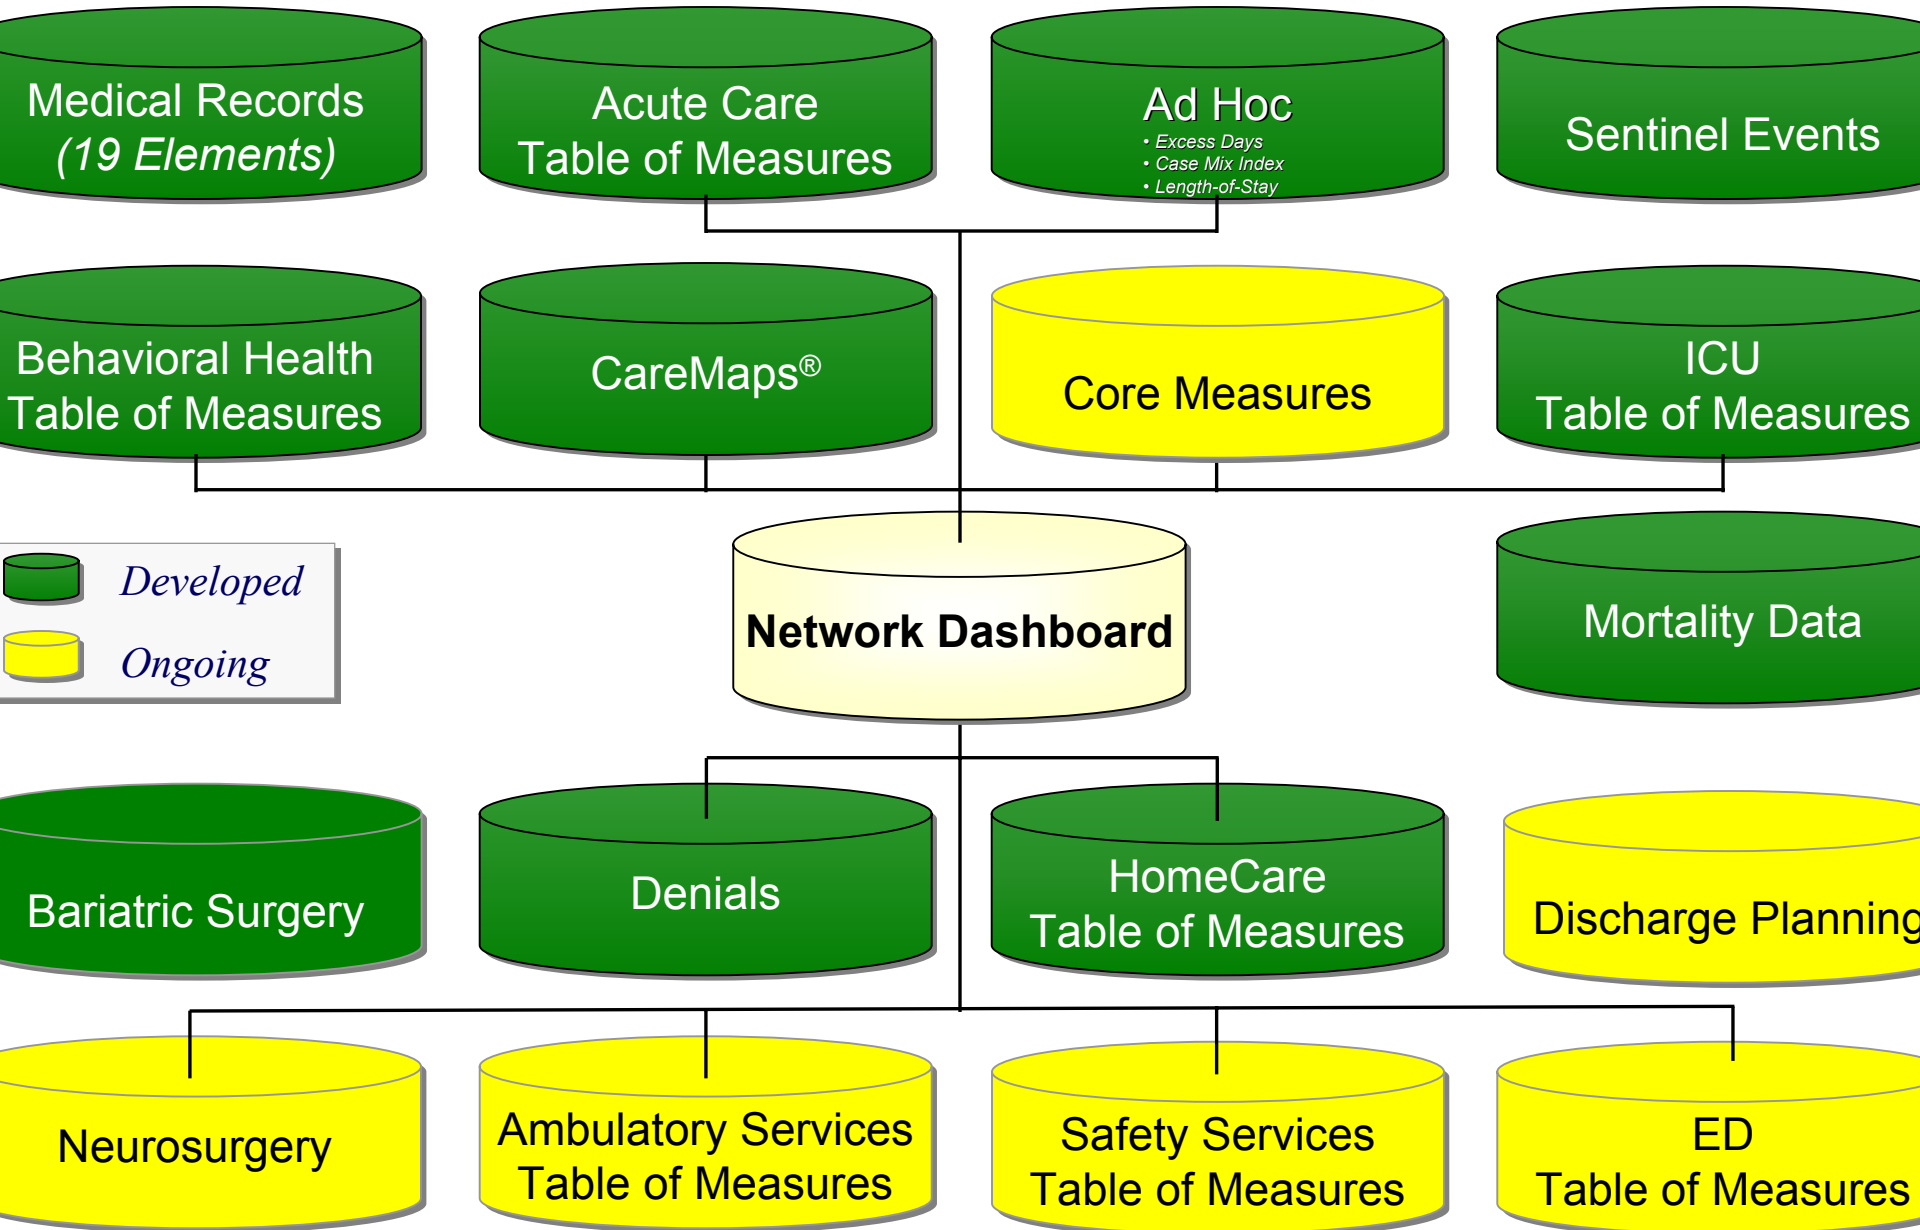 Medical Records
(19 Elements)
Acute Care
Table of Measures
Ad Hoc
• Excess Days
• Case Mix Index
• Length-of-Stay
Sentinel Events
Behavioral Health
Table of Measures
CareMaps®
Core Measures
ICU
Table of Measures
Developed
Ongoing
Network Dashboard
Mortality Data
Bariatric Surgery
Denials
HomeCare
Table of Measures
Discharge Planning
Neurosurgery
Ambulatory Services
Table of Measures
Safety Services
Table of Measures
ED
Table of Measures